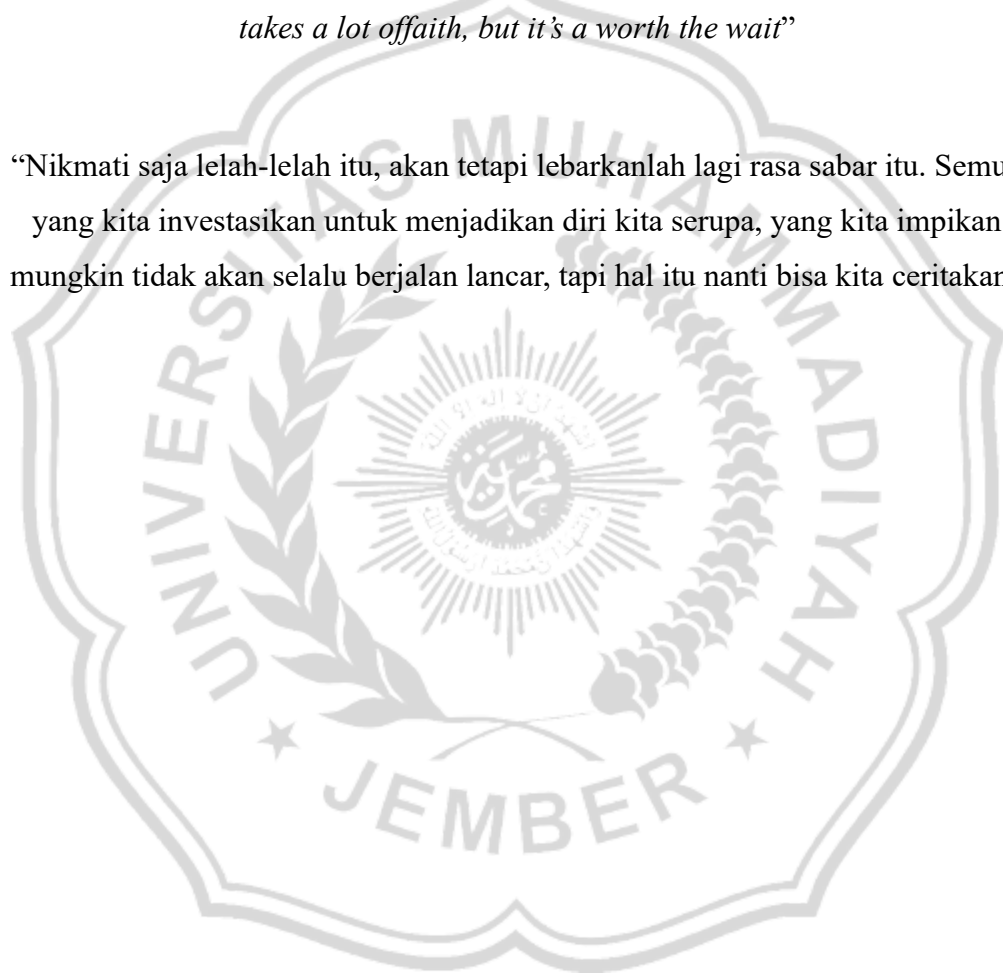 takes a lot offaith, but it’s a worth the wait”
“Nikmati saja lelah-lelah itu, akan tetapi lebarkanlah lagi rasa sabar itu. Semu
yang kita investasikan untuk menjadikan diri kita serupa, yang kita impikan
mungkin tidak akan selalu berjalan lancar, tapi hal itu nanti bisa kita ceritakan
UNIVERSITAS MUHAMMADIYAH
JEMBER